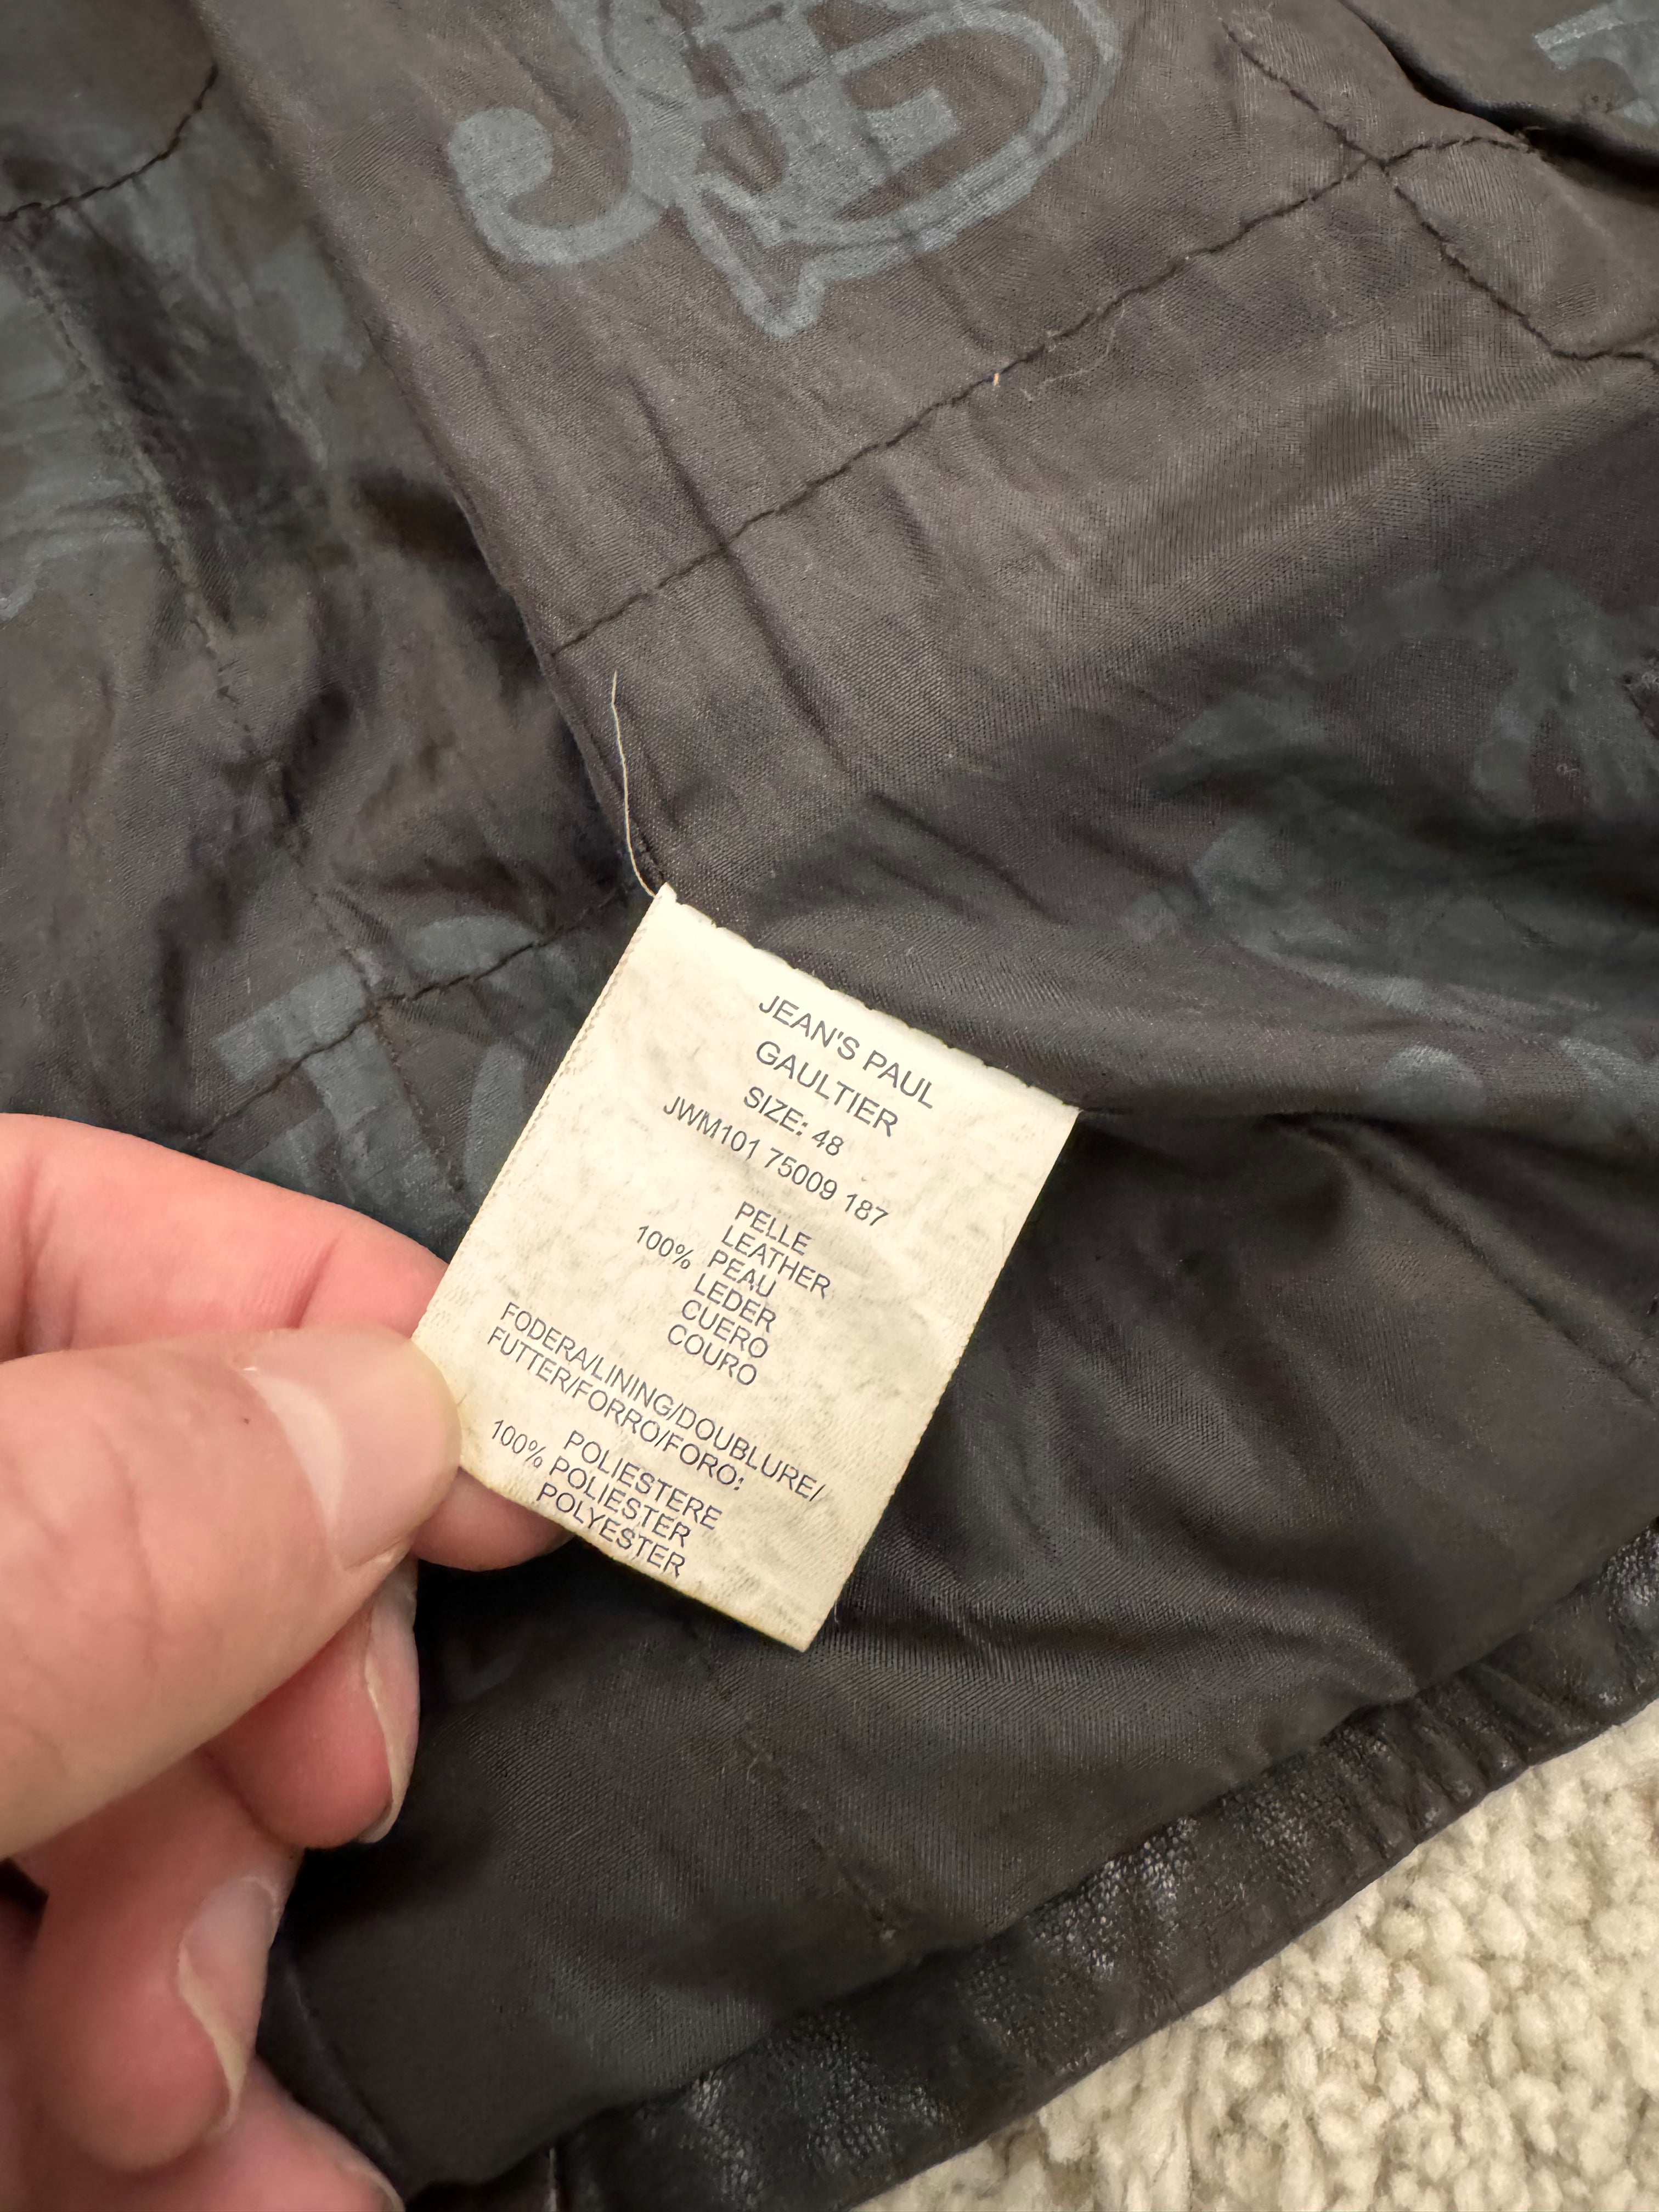 JEAN'S PAUL
GAULTIER
SIZE: 48
JWM101 75009 187
PELLE
LEATHER
100% PEAU
LEDER
CUERO
COURO
FODERA/LINING/DOUBLURE/
FUTTER/FORRO/FORO:
POLIESTERE
100% POLIESTER
POLYESTER